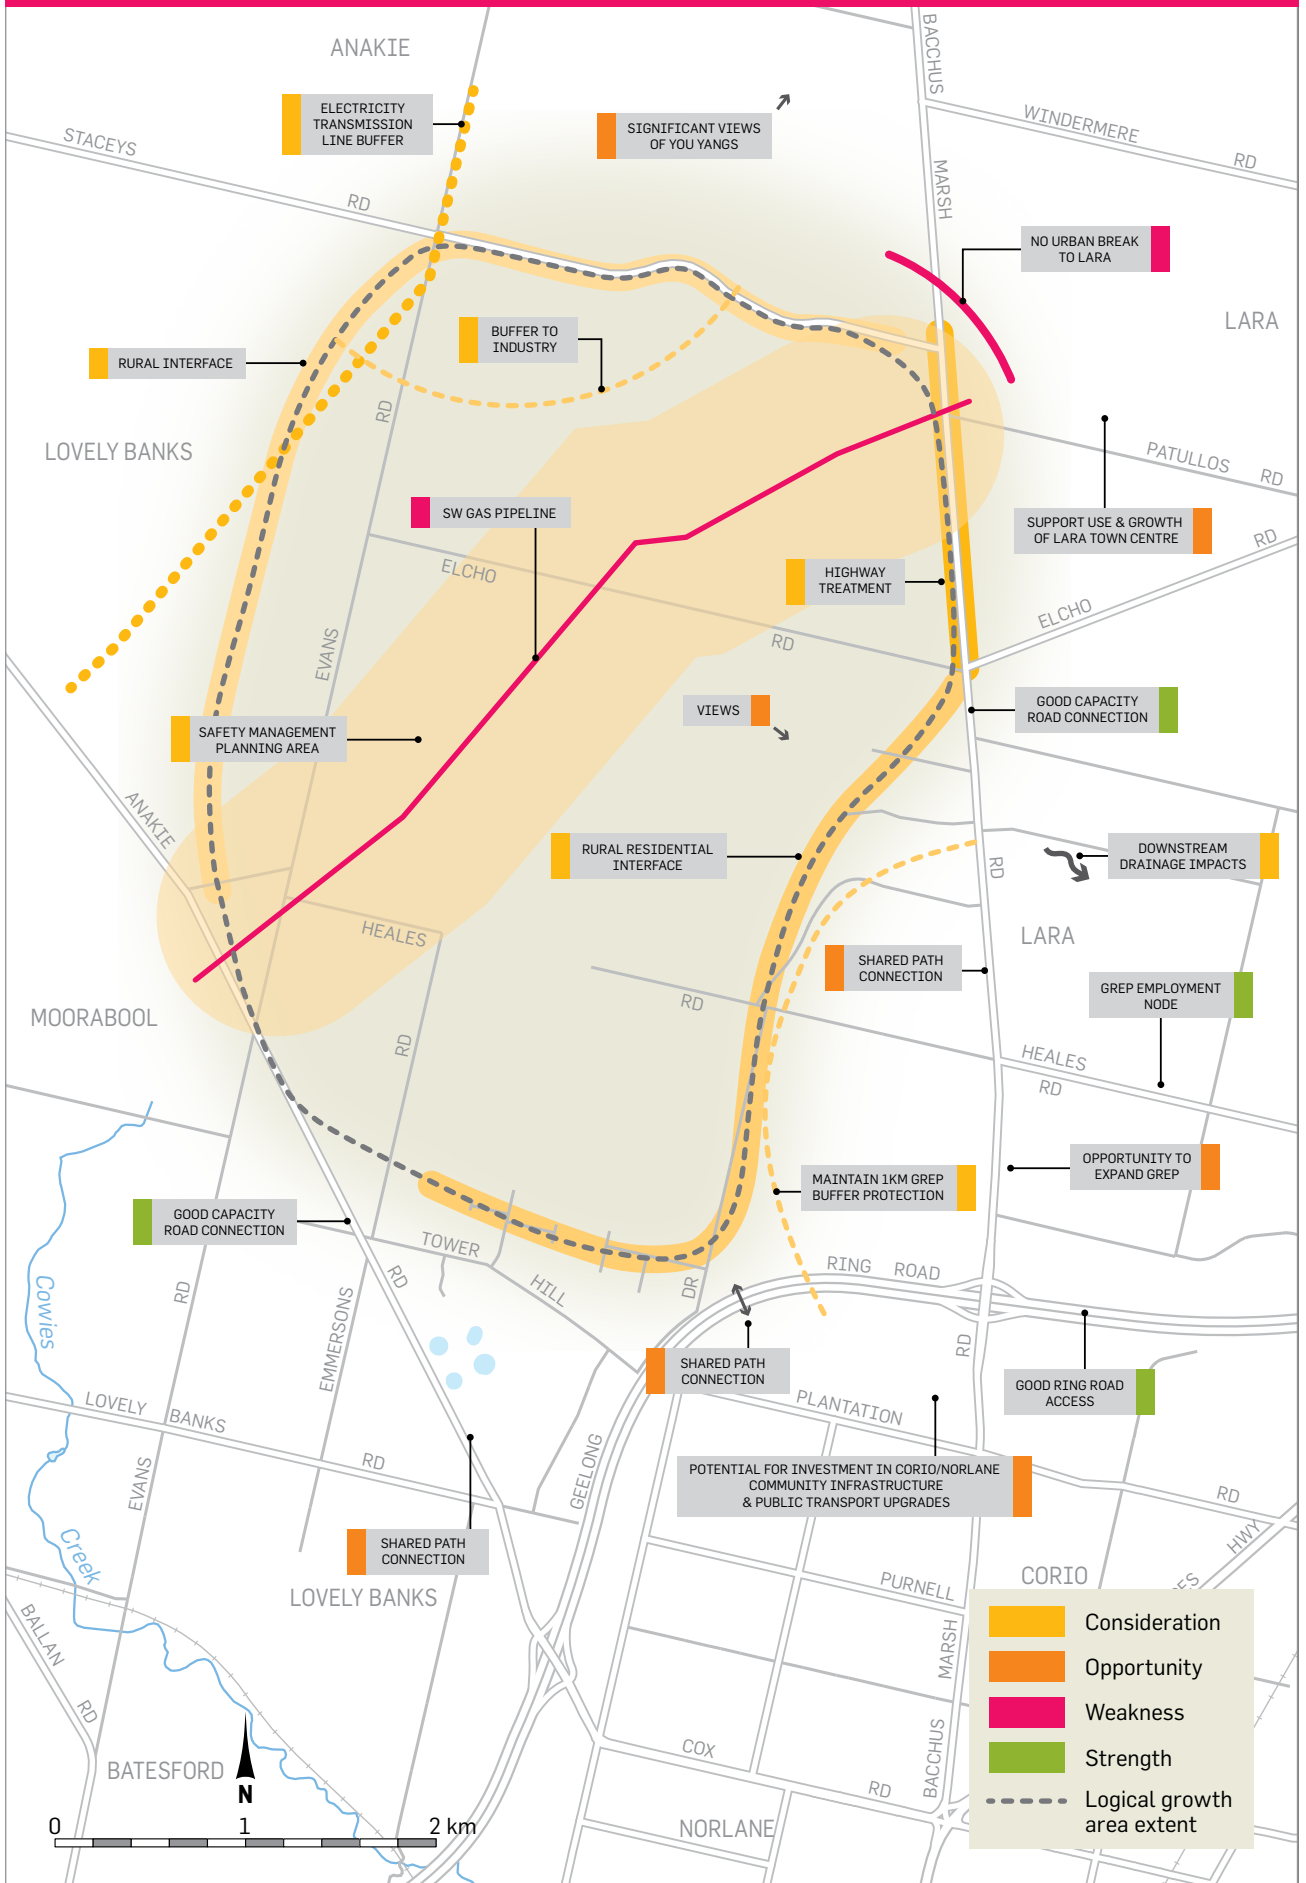 ANAKIE
BACCHUS
ELECTRICITY
TRANSMISSION
LINE BUFFER
SIGNIFICANT VIEWS
OF YOU YANGS
WINDERMERE
RD
STACEYS
RD
MARSH
NO URBAN BREAK
TO LARA
LARA
BUFFER TO
INDUSTRY
RURAL INTERFACE
RD
LOVELY BANKS
PATULLOS
RD
SW GAS PIPELINE
SUPPORT USE & GROWTH
OF LARA TOWN CENTRE
RD
ELCHO
HIGHWAY
TREATMENT
ELCHO
RD
EVANS
VIEWS
GOOD CAPACITY
ROAD CONNECTION
SAFETY MANAGEMENT
PLANNING AREA
ANAKIE
RURAL RESIDENTIAL
INTERFACE
RD
DOWNSTREAM
DRAINAGE IMPACTS
HEALES
LARA
SHARED PATH
CONNECTION
GREP EMPLOYMENT
NODE
RD
MOORABOOL
RD
HEALES
RD
OPPORTUNITY TO
EXPAND GREP
MAINTAIN 1KM GREP
BUFFER PROTECTION
GOOD CAPACITY
ROAD CONNECTION
TOWER
HILL
DR
RD
RING ROAD
RD
Cowies
EMMERSONS
RD
SHARED PATH
CONNECTION
GOOD RING ROAD
ACCESS
PLANTATION
LOVELY BANKS
RD
GEELONG
EVANS
POTENTIAL FOR INVESTMENT IN CORIO/NORLANE
COMMUNITY INFRASTRUCTURE
& PUBLIC TRANSPORT UPGRADES
RD
HWY
SHARED PATH
CONNECTION
Creek
LOVELY BANKS
PURNELL
CORIO
ES
BALLAN
RD
MARSH
Consideration
Opportunity
Weakness
Strength
Logical growth
area extent
BATESFORD
N
COX
RD
BACCHUS
NORLANE
0 1 2 km